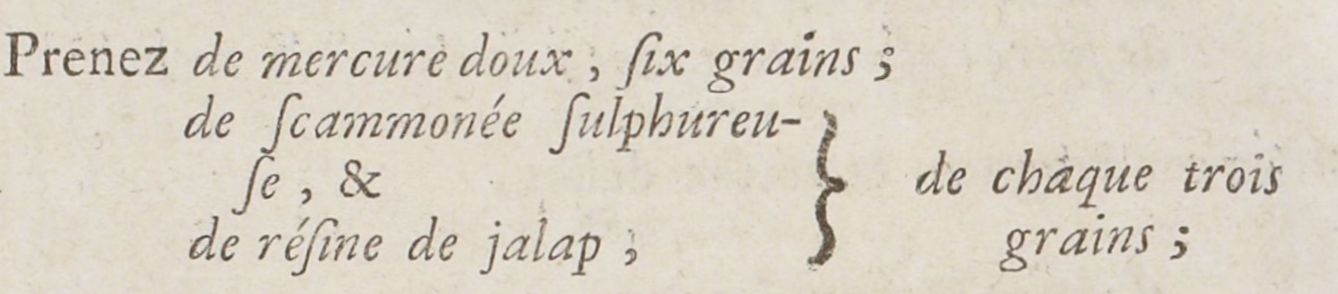 Prenez de mercure doux, ſix grains;
de ſcammonée ſulphureu-
ſe, &
de chaque trois
de réſine de jalap;
grains;